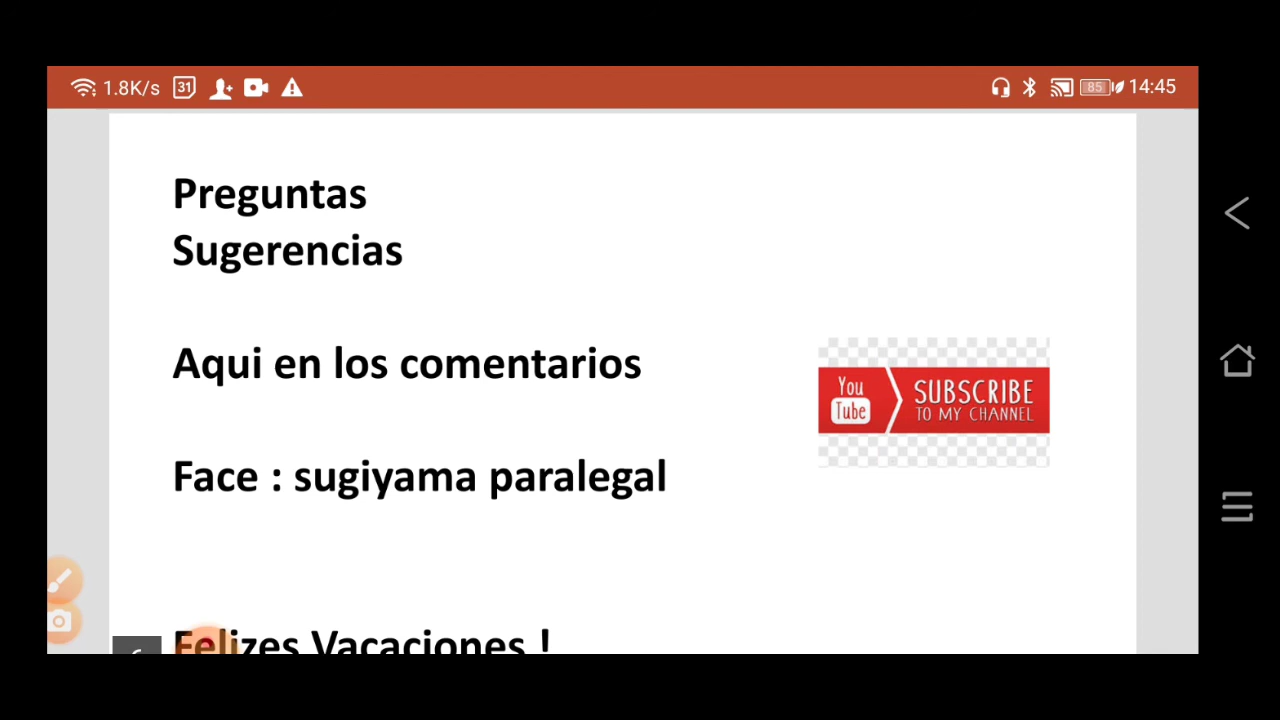 1.8K/s 31 85 14:45
Preguntas
Sugerencias
Aqui en los comentarios
You
Tube
SUBSCRIBE
TO MY CHANNEL
Face : sugiyama paralegal
Felizes Vacaciones !